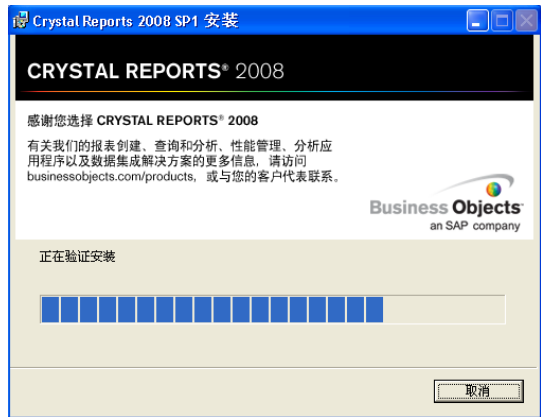 Crystal Reports 2008 SP1 安装
CRYSTAL REPORTS® 2008
感谢您选择 CRYSTAL REPORTS® 2008
有关我们的报表创建、查询和分析、性能管理、分析应
用程序以及数据集成解决方案的更多信息，请访问
businessobjects.com/products，或与您的客户代表联系。
Business Objects
an SAP company
正在验证安装
取消